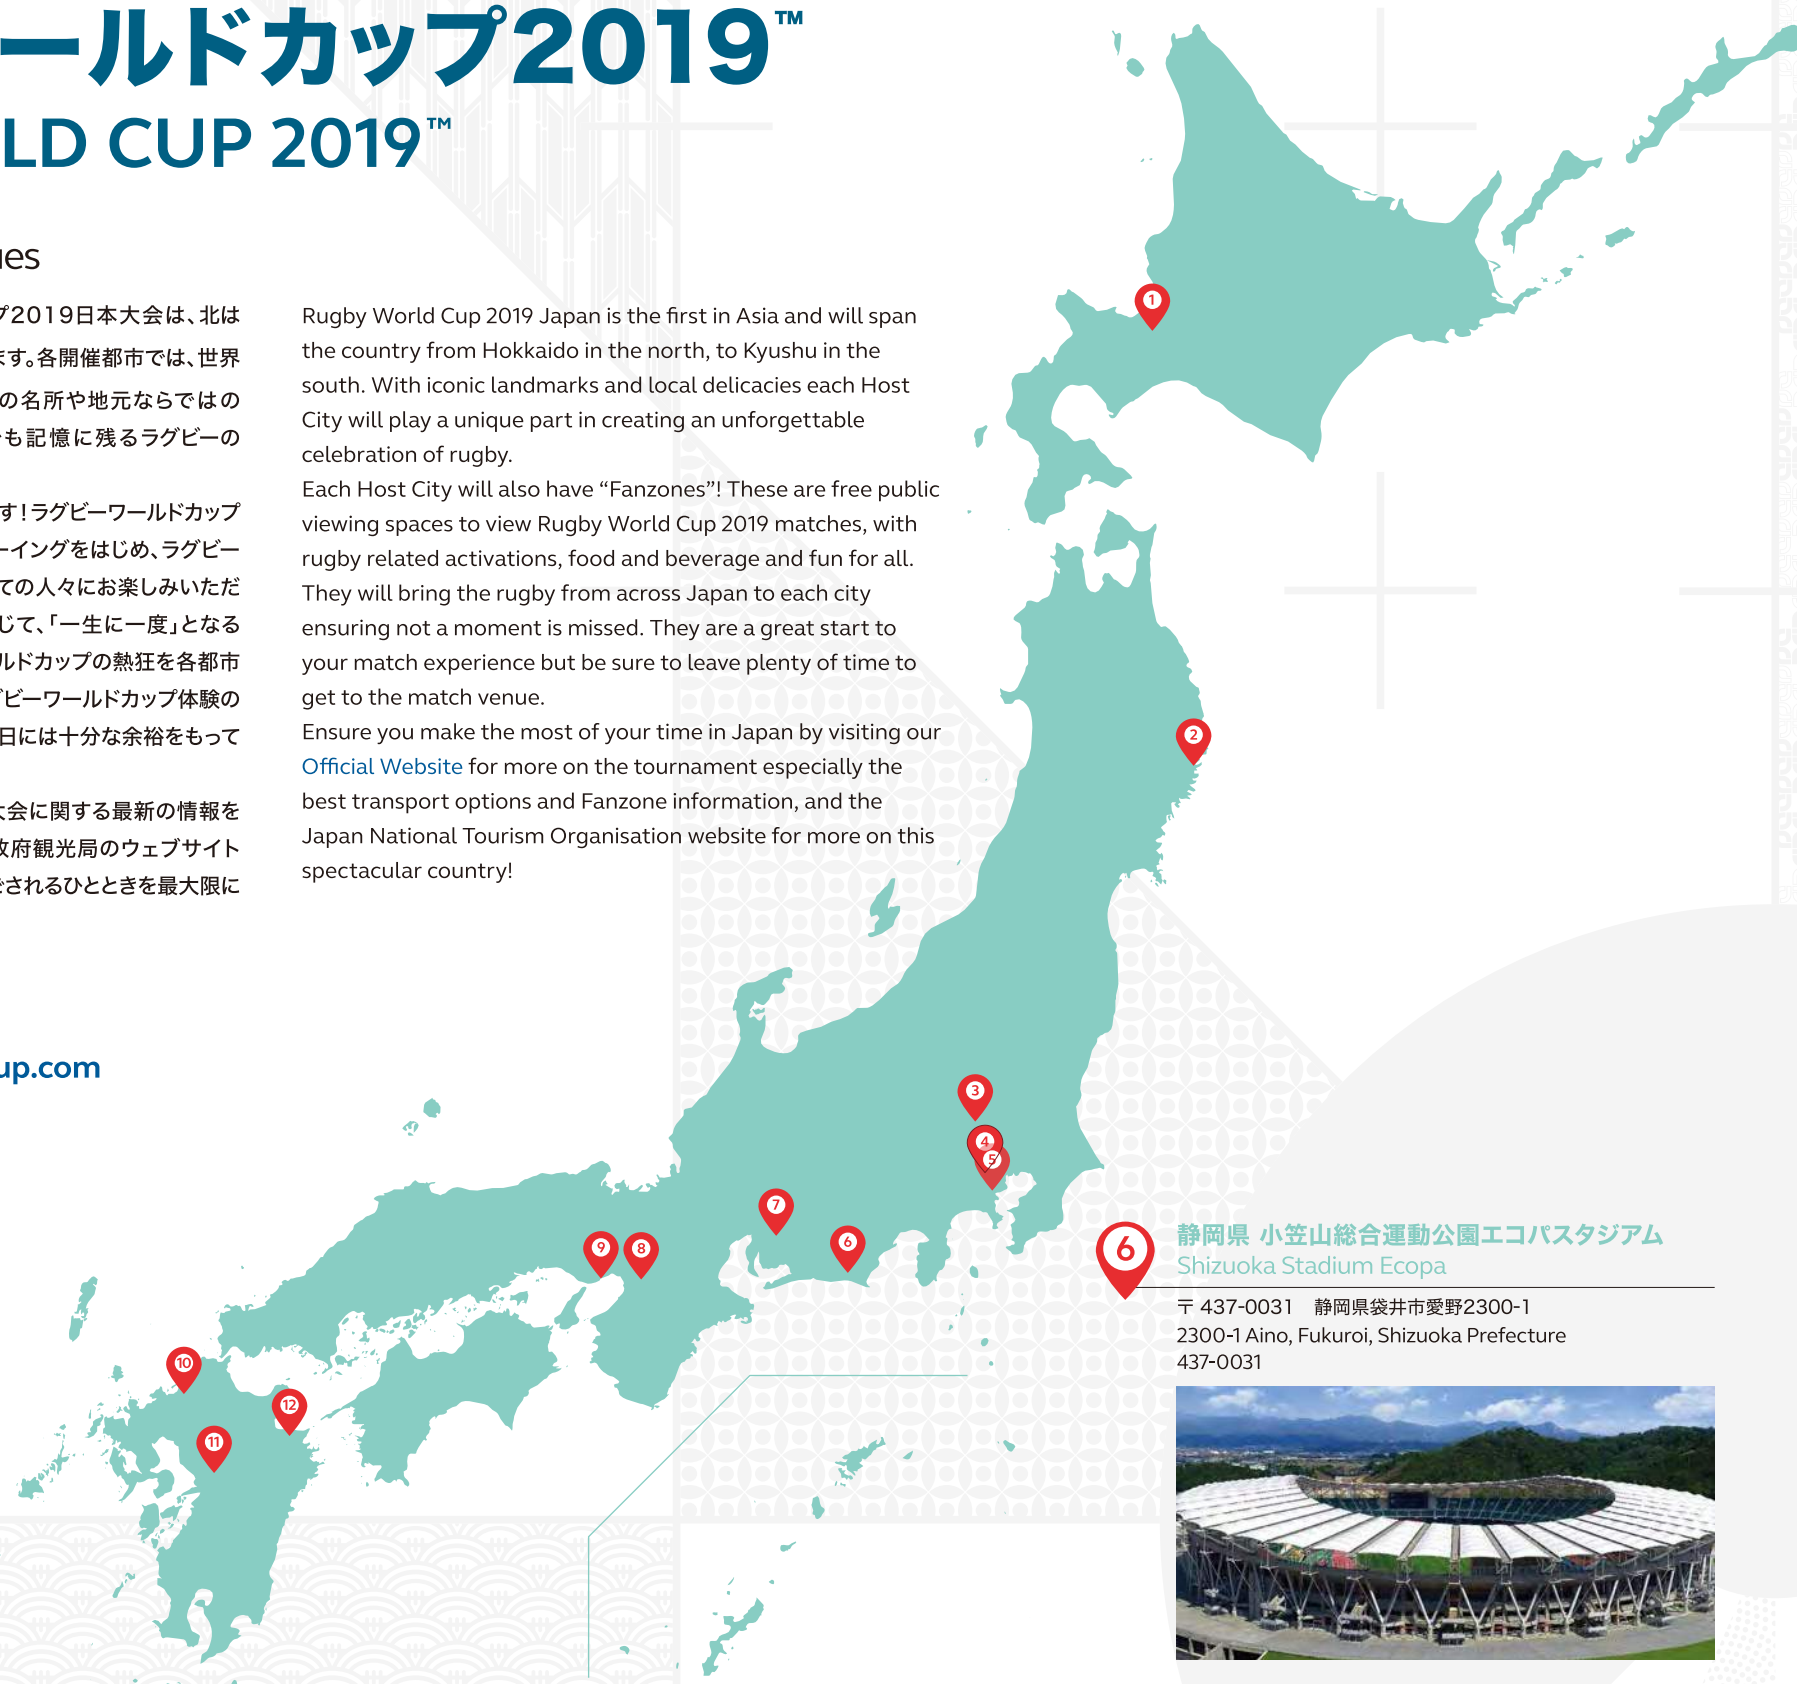 ールドカップ2019™
LD CUP 2019™
ues
プ2019日本大会は、北は
ます。各開催都市では、世界
の名所や地元ならではの
も記憶に残るラグビーの
す！ラグビーワールドカップ
ーイングをはじめ、ラグビー
ての人々にお楽しみいただ
じて、「一生に一度」となる
ルドカップの熱狂を各都市
グビーワールドカップ体験の
日には十分な余裕をもって
大会に関する最新の情報を
政府観光局のウェブサイト
されるひとときを最大限に
up.com
Rugby World Cup 2019 Japan is the first in Asia and will span
the country from Hokkaido in the north, to Kyushu in the
south. With iconic landmarks and local delicacies each Host
City will play a unique part in creating an unforgettable
celebration of rugby.
Each Host City will also have “Fanzones”! These are free public
viewing spaces to view Rugby World Cup 2019 matches, with
rugby related activations, food and beverage and fun for all.
They will bring the rugby from across Japan to each city
ensuring not a moment is missed. They are a great start to
your match experience but be sure to leave plenty of time to
get to the match venue.
Ensure you make the most of your time in Japan by visiting our
Official Website for more on the tournament especially the
best transport options and Fanzone information, and the
Japan National Tourism Organisation website for more on this
spectacular country!
1
2
3
4
5
7
6
9
8
10
12
11
6
静岡県 小笠山総合運動公園エコパスタジアム
Shizuoka Stadium Ecopa
〒 437-0031　静岡県袋井市愛野2300-1
2300-1 Aino, Fukuroi, Shizuoka Prefecture
437-0031